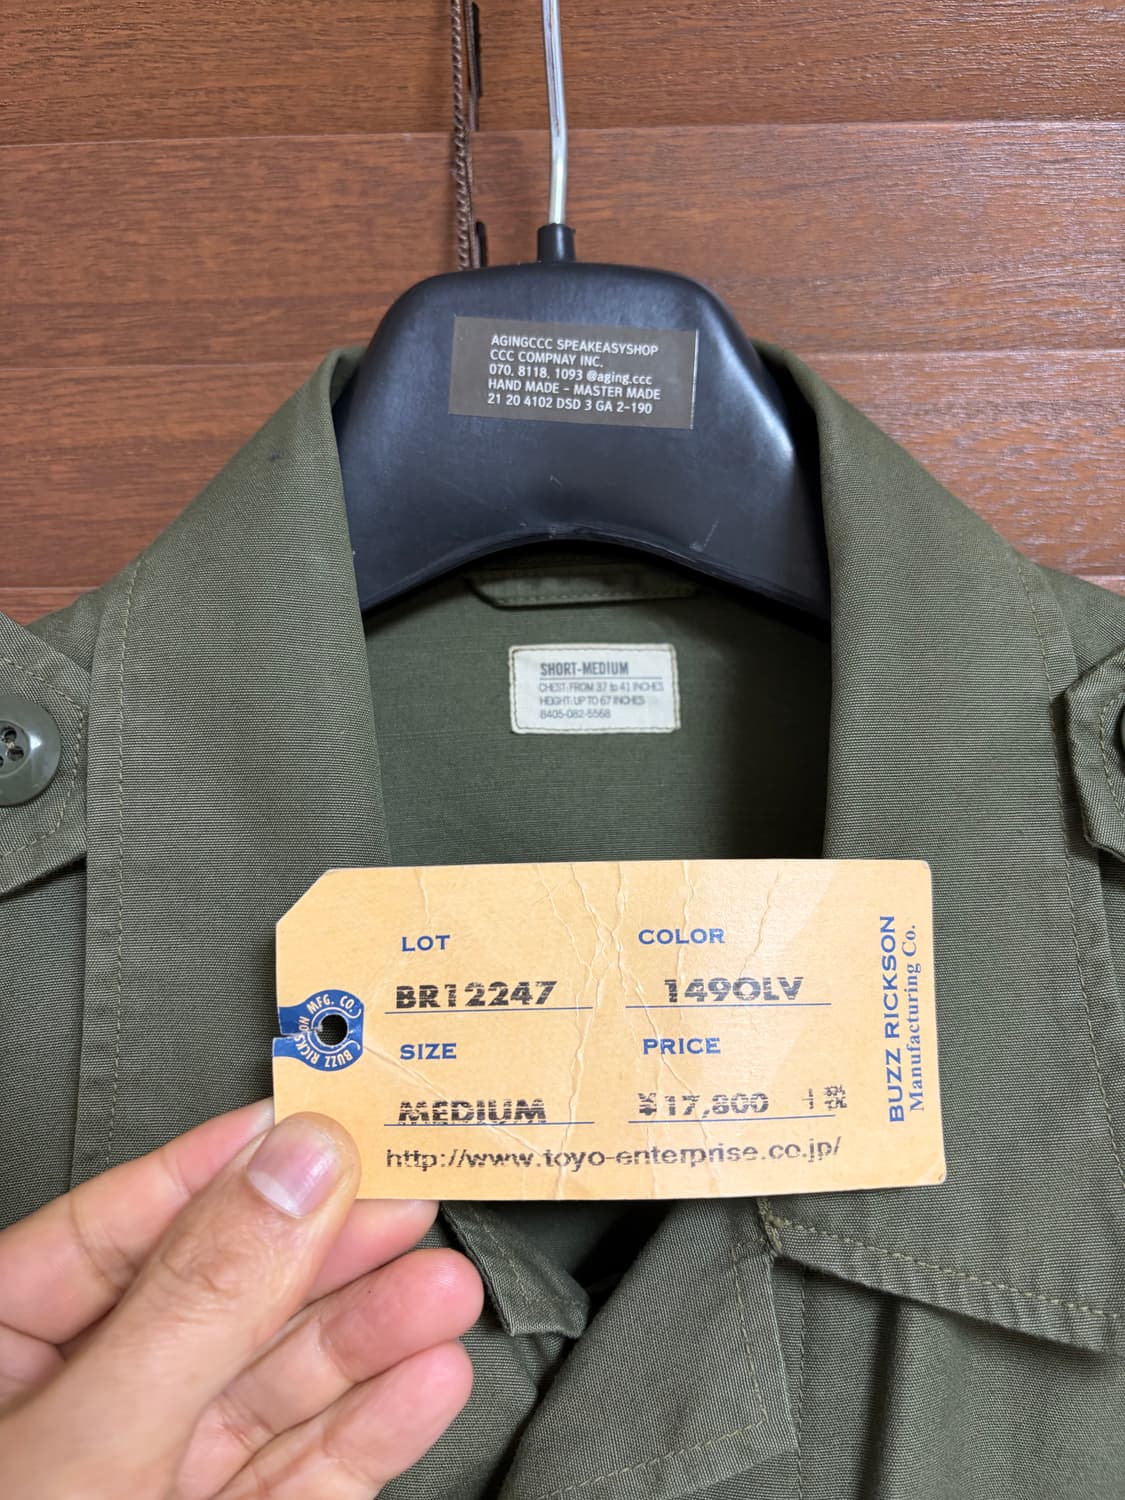 AGINGCCC SPEAKEASYSHOP
CCC COMPNAY INC.
070. 8118. 1093 @aging.ccc
HAND MADE - MASTER MADE
21 20 4102 DSD 3 GA 2-190
SHORT-MEDIUM
CHEST: FROM 37 to 41 INCHES
HEIGHT: UP TO 67 INCHES
8405-082-5568
LOT
BR12247
COLOR
149OLV
SIZE
MEDIUM
PRICE
¥17,800 +税
http://www.toyo-enterprise.co.jp/
BUZZ RICKSON
Manufacturing Co.
BUZZ RICKSON MFG. CO.